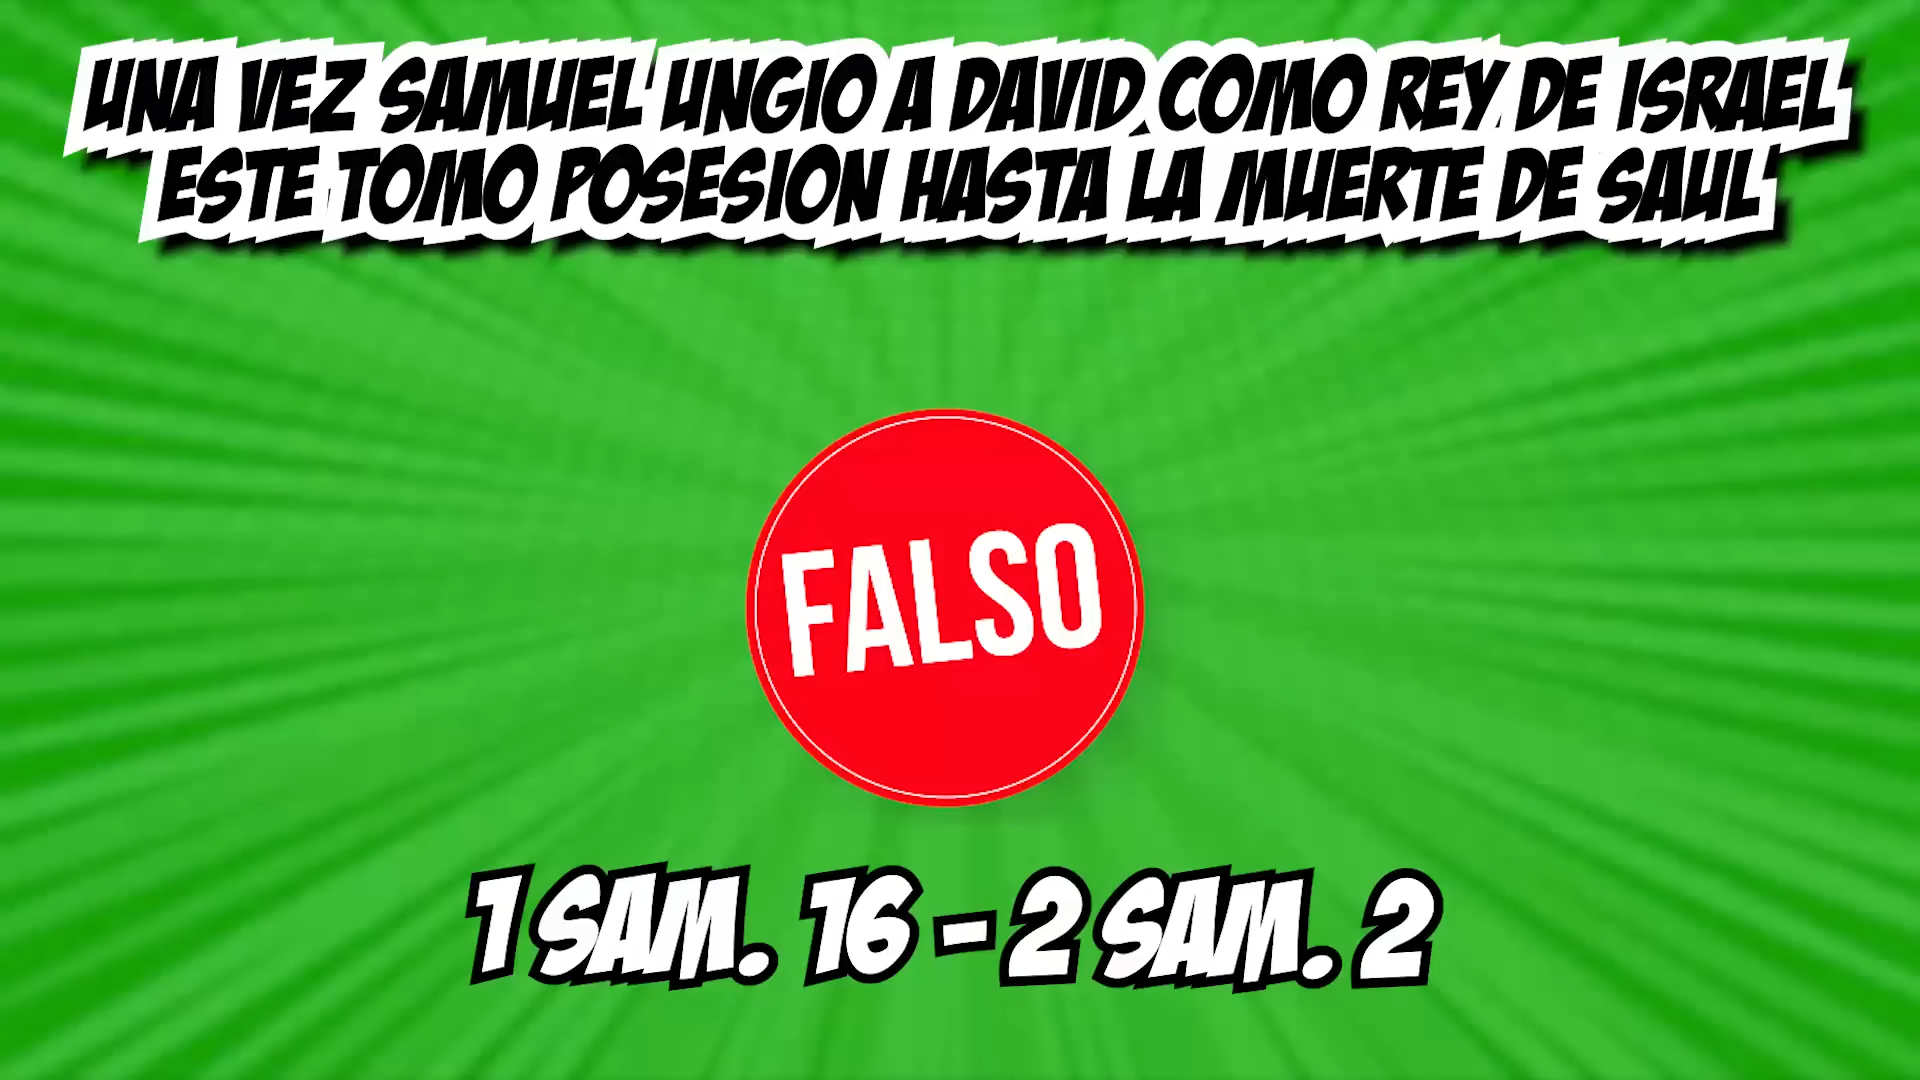 UNA VEZ SAMUEL UNGIO A DAVID COMO REY DE ISRAEL
ESTE TOMO POSESION HASTA LA MUERTE DE SAUL
FALSO
1 SAM. 16 - 2 SAM. 2